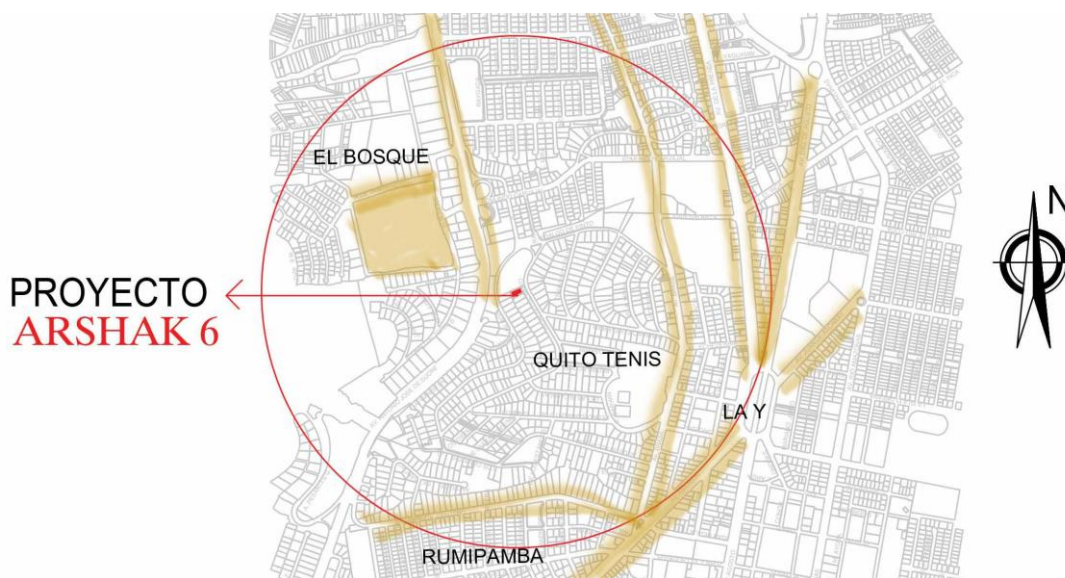 EL BOSQUE
N
PROYECTO
ARSHAK 6
QUITO TENIS
LA Y
RUMIPAMBA